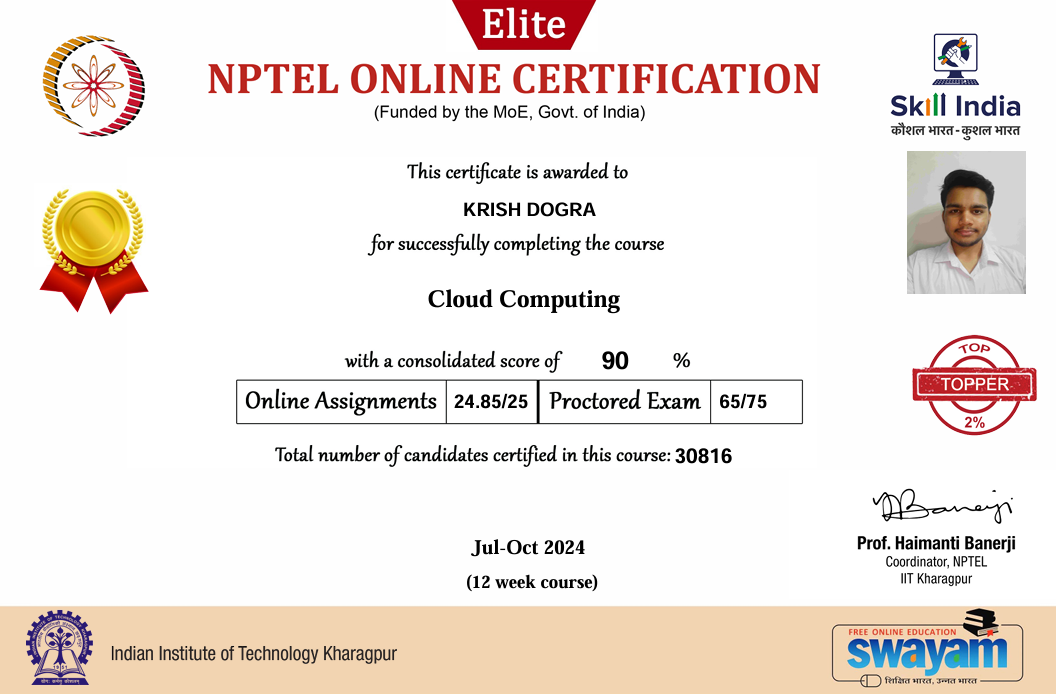 Elite
NPTEL ONLINE CERTIFICATION
(Funded by the MoE, Govt. of India)
Skill India
कौशल भारत - कुशल भारत
This certificate is awarded to
KRISH DOGRA
for successfully completing the course
Cloud Computing
with a consolidated score of 90 %
Online Assignments 24.85/25 Proctored Exam 65/75
Total number of candidates certified in this course: 30816
TOP
TOPPER
2%
Jul-Oct 2024
(12 week course)
Prof. Haimanti Banerji
Coordinator, NPTEL
IIT Kharagpur
Indian Institute of Technology Kharagpur
FREE ONLINE EDUCATION
swayam
शिक्षित भारत, उन्नत भारत